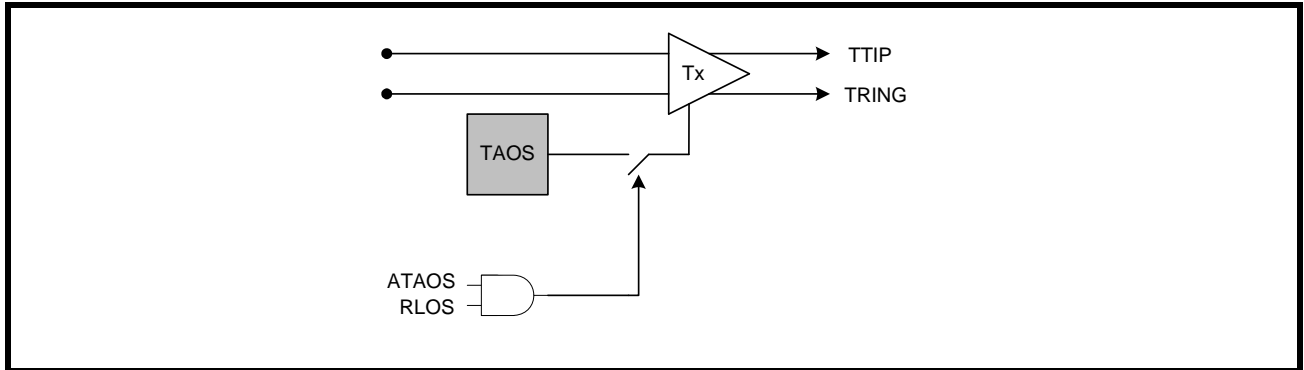 Tx
TTIP
TRING
TAOS
ATAOS
RLOS